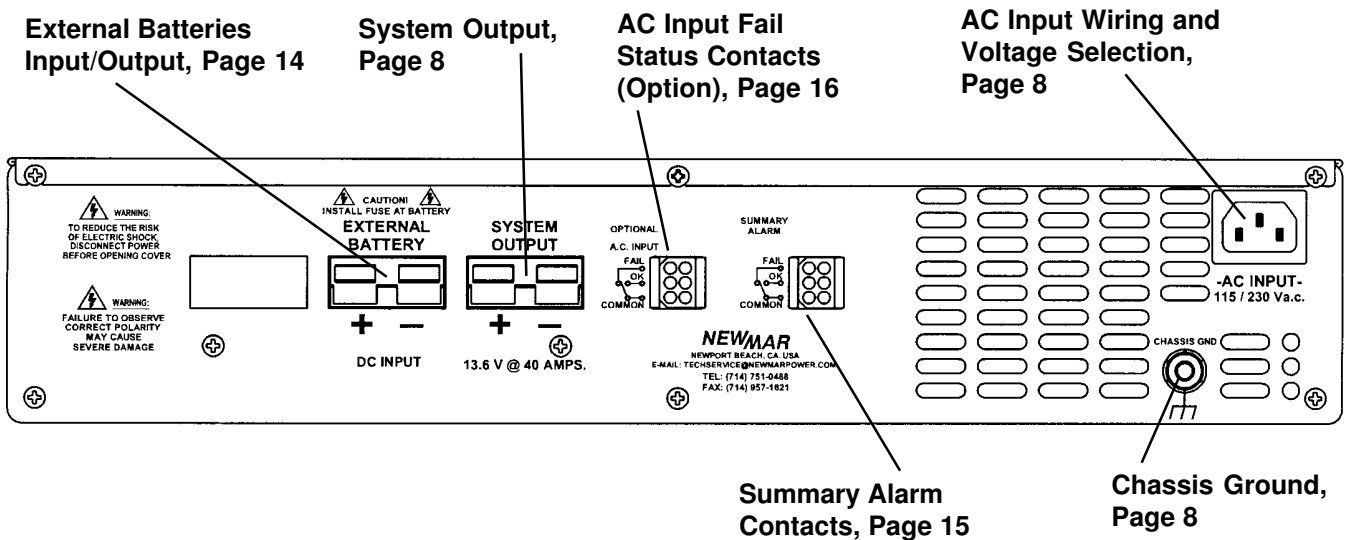 External Batteries
Input/Output, Page 14
System Output,
Page 8
AC Input Fail
Status Contacts
(Option), Page 16
AC Input Wiring and
Voltage Selection,
Page 8
WARNING:
TO REDUCE THE RISK
OF ELECTRIC SHOCK,
DISCONNECT POWER
BEFORE OPENING COVER
WARNING:
FAILURE TO OBSERVE
CORRECT POLARITY
MAY CAUSE
SEVERE DAMAGE
CAUTION!
INSTALL FUSE AT BATTERY
EXTERNAL
BATTERY
+ −
DC INPUT
SYSTEM
OUTPUT
+ −
13.6 V @ 40 AMPS.
OPTIONAL
A.C. INPUT
FAIL
OK
COMMON
SUMMARY
ALARM
FAIL
OK
COMMON
NEWMAR
NEWPORT BEACH, CA. USA
E-MAIL: TECHSERVICE@NEWMARPOWER.COM
TEL: (714) 751-0488
FAX: (714) 957-1621
-AC INPUT-
115 / 230 Va.c.
CHASSIS GND
Summary Alarm
Contacts, Page 15
Chassis Ground,
Page 8